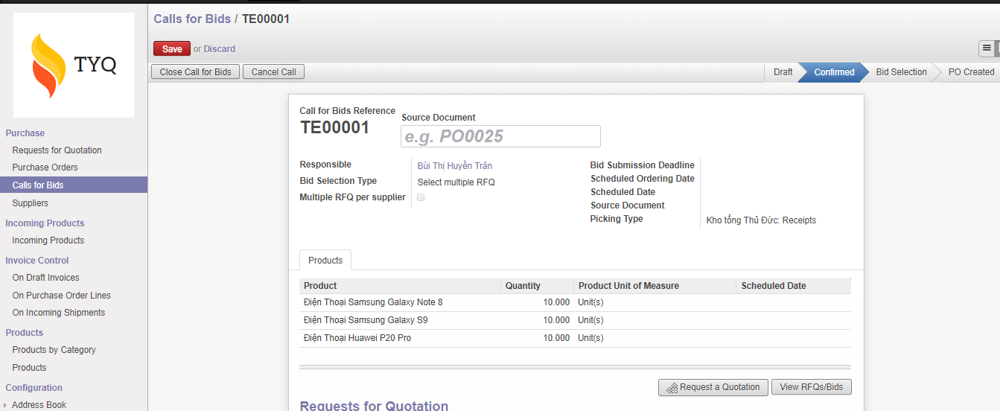 TYQ
Purchase
Requests for Quotation
Purchase Orders
Calls for Bids
Suppliers
Incoming Products
Incoming Products
Invoice Control
On Draft Invoices
On Purchase Order Lines
On Incoming Shipments
Products
Products by Category
Products
Configuration
Address Book
Calls for Bids / TE00001
Save or Discard
Close Call for Bids Cancel Call
Draft Confirmed Bid Selection PO Created
Call for Bids Reference
TE00001
Source Document
e.g. PO0025
Responsible Bùi Thị Huyền Trân
Bid Selection Type Select multiple RFQ
Multiple RFQ per supplier
Bid Submission Deadline
Scheduled Ordering Date
Scheduled Date
Source Document
Picking Type Kho tổng Thủ Đức: Receipts
Products
Product Quantity Product Unit of Measure Scheduled Date
Điện Thoại Samsung Galaxy Note 8 10.000 Unit(s)
Điện Thoại Samsung Galaxy S9 10.000 Unit(s)
Điện Thoại Huawei P20 Pro 10.000 Unit(s)
Request a Quotation View RFQs/Bids
Requests for Quotation